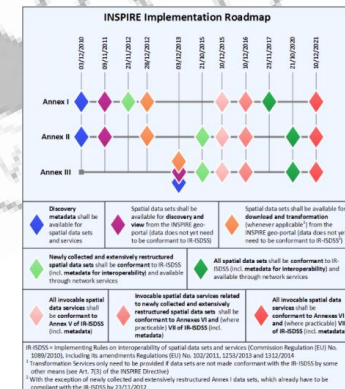 INSPIRE Implementation Roadmap
03/12/2010
09/11/2011
23/11/2012
28/12/2012
03/12/2013
21/10/2015
10/12/2015
10/12/2016
23/11/2017
21/10/2020
10/12/2021
Annex I
Annex II
Annex III
Discovery
metadata shall be
available for
spatial data sets
and services
Spatial data sets shall be
available for discovery and
view from the INSPIRE geo-
portal (data does not yet need
to be conformant to IR-ISDSS)
Spatial data sets shall be available for
download and transformation
(whenever applicable¹) from the
INSPIRE geoportal (data does not yet
need to be conformant to IR-ISDSS²)
Newly collected and extensively restructured
spatial data sets shall be conformant to IR-ISDSS
(incl. metadata for interoperability) and available
through network services
All spatial data sets shall be conformant to IR-
ISDSS (incl. metadata for interoperability) and
available through network services
All invocable spatial
data services shall
be conformant to
Annex V of IR-ISDSS
(incl. metadata)
Invocable spatial data services related
to newly collected and extensively
restructured spatial data sets shall be
conformant to Annexes VI and (where
practicable) VII of IR-ISDSS (incl.
metadata)
All invocable spatial data
services shall be
conformant to Annex VI
and (where practicable) VII
of IR-ISDSS (incl. metadata)
IR-ISDSS = Implementing Rules on interoperability of spatial data sets and services (Commission Regulation (EU) No.
1089/2010), including its amendments Regulations (EU) No. 102/2011, 1253/2013 and 1312/2014
¹ Transformation Services only need to be provided if data sets are not made conformant with the IR-ISDSS by some
other means (see Art. 7(3) of the INSPIRE Directive)
² With the exception of newly collected and extensively restructured Annex I data sets, which already have to be
compliant with the IR-ISDSS by 23/11/2012